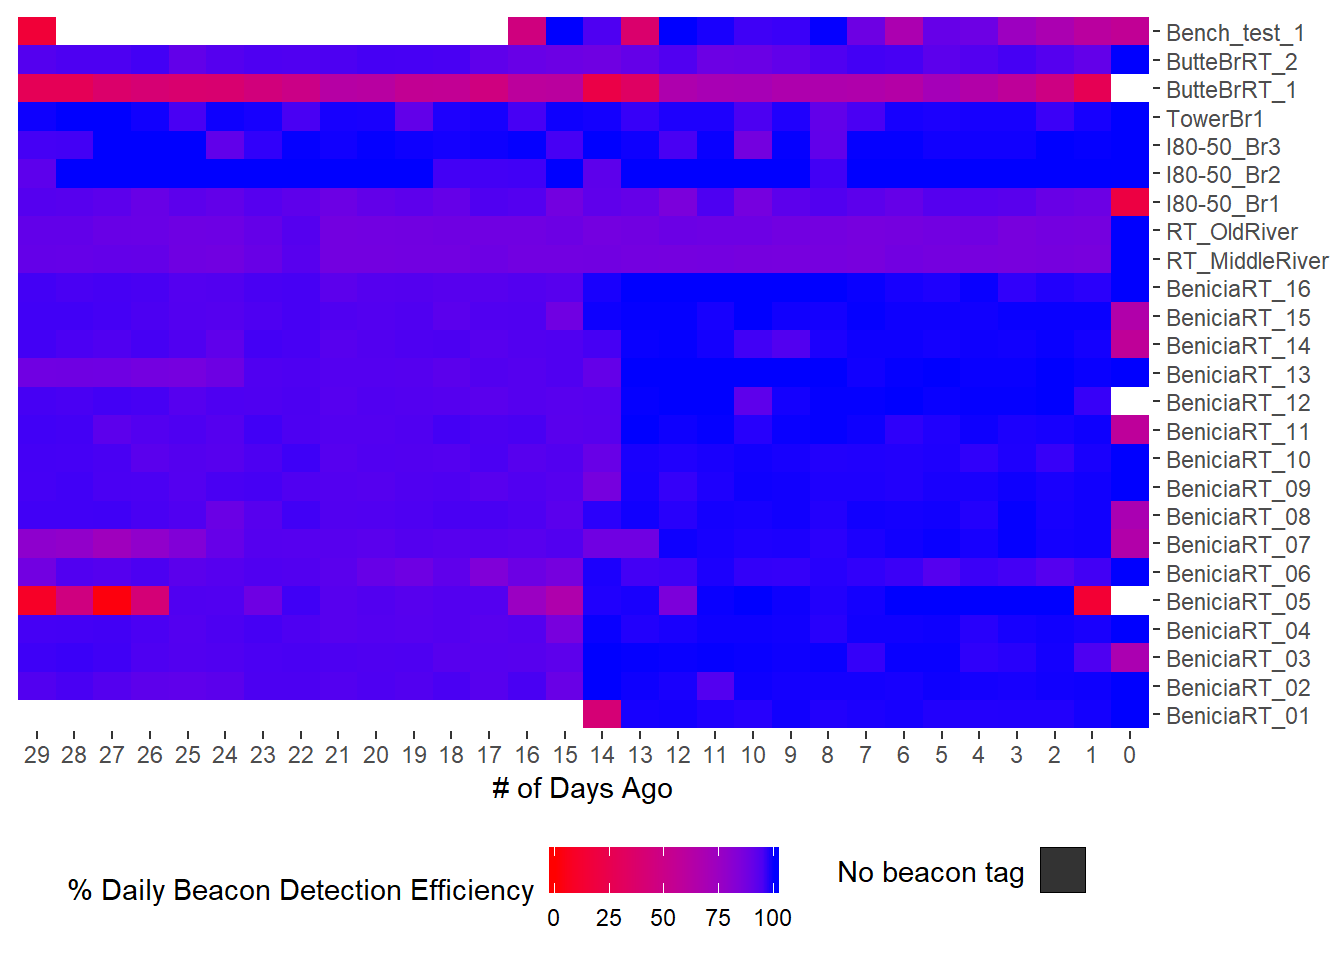 Bench_test_1
ButteBrRT_2
ButteBrRT_1
TowerBr1
I80-50_Br3
I80-50_Br2
I80-50_Br1
RT_OldRiver
RT_MiddleRiver
BeniciaRT_16
BeniciaRT_15
BeniciaRT_14
BeniciaRT_13
BeniciaRT_12
BeniciaRT_11
BeniciaRT_10
BeniciaRT_09
BeniciaRT_08
BeniciaRT_07
BeniciaRT_06
BeniciaRT_05
BeniciaRT_04
BeniciaRT_03
BeniciaRT_02
BeniciaRT_01
29 28 27 26 25 24 23 22 21 20 19 18 17 16 15 14 13 12 11 10 9 8 7 6 5 4 3 2 1 0
# of Days Ago
% Daily Beacon Detection Efficiency
0 25 50 75 100
No beacon tag